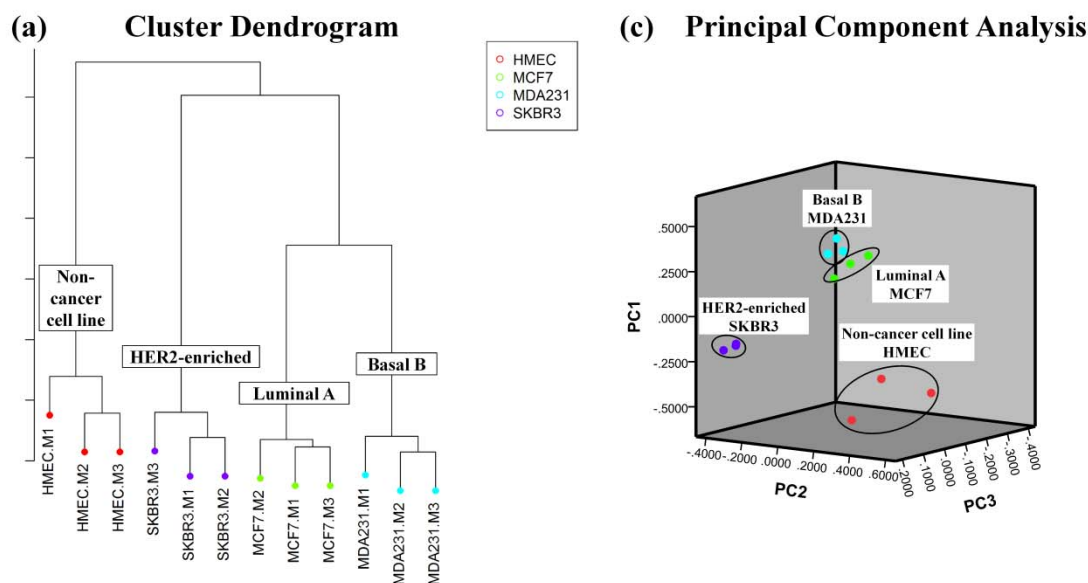 (a) Cluster Dendrogram
HMEC
MCF7
MDA231
SKBR3
Non-
cancer
cell line
HER2-enriched
Luminal A
Basal B
HMEC.M1
HMEC.M2
HMEC.M3
SKBR3.M3
SKBR3.M1
SKBR3.M2
MCF7.M2
MCF7.M1
MCF7.M3
MDA231.M1
MDA231.M2
MDA231.M3
(c) Principal Component Analysis
Basal B
MDA231
Luminal A
MCF7
HER2-enriched
SKBR3
Non-cancer cell line
HMEC
PC1
.5000
.2500
.0000
-.2500
-.5000
-.4000
-.2000
.0000
.2000
.4000
.6000
PC2
.2000
.1000
.0000
-.1000
-.2000
-.3000
-.4000
PC3